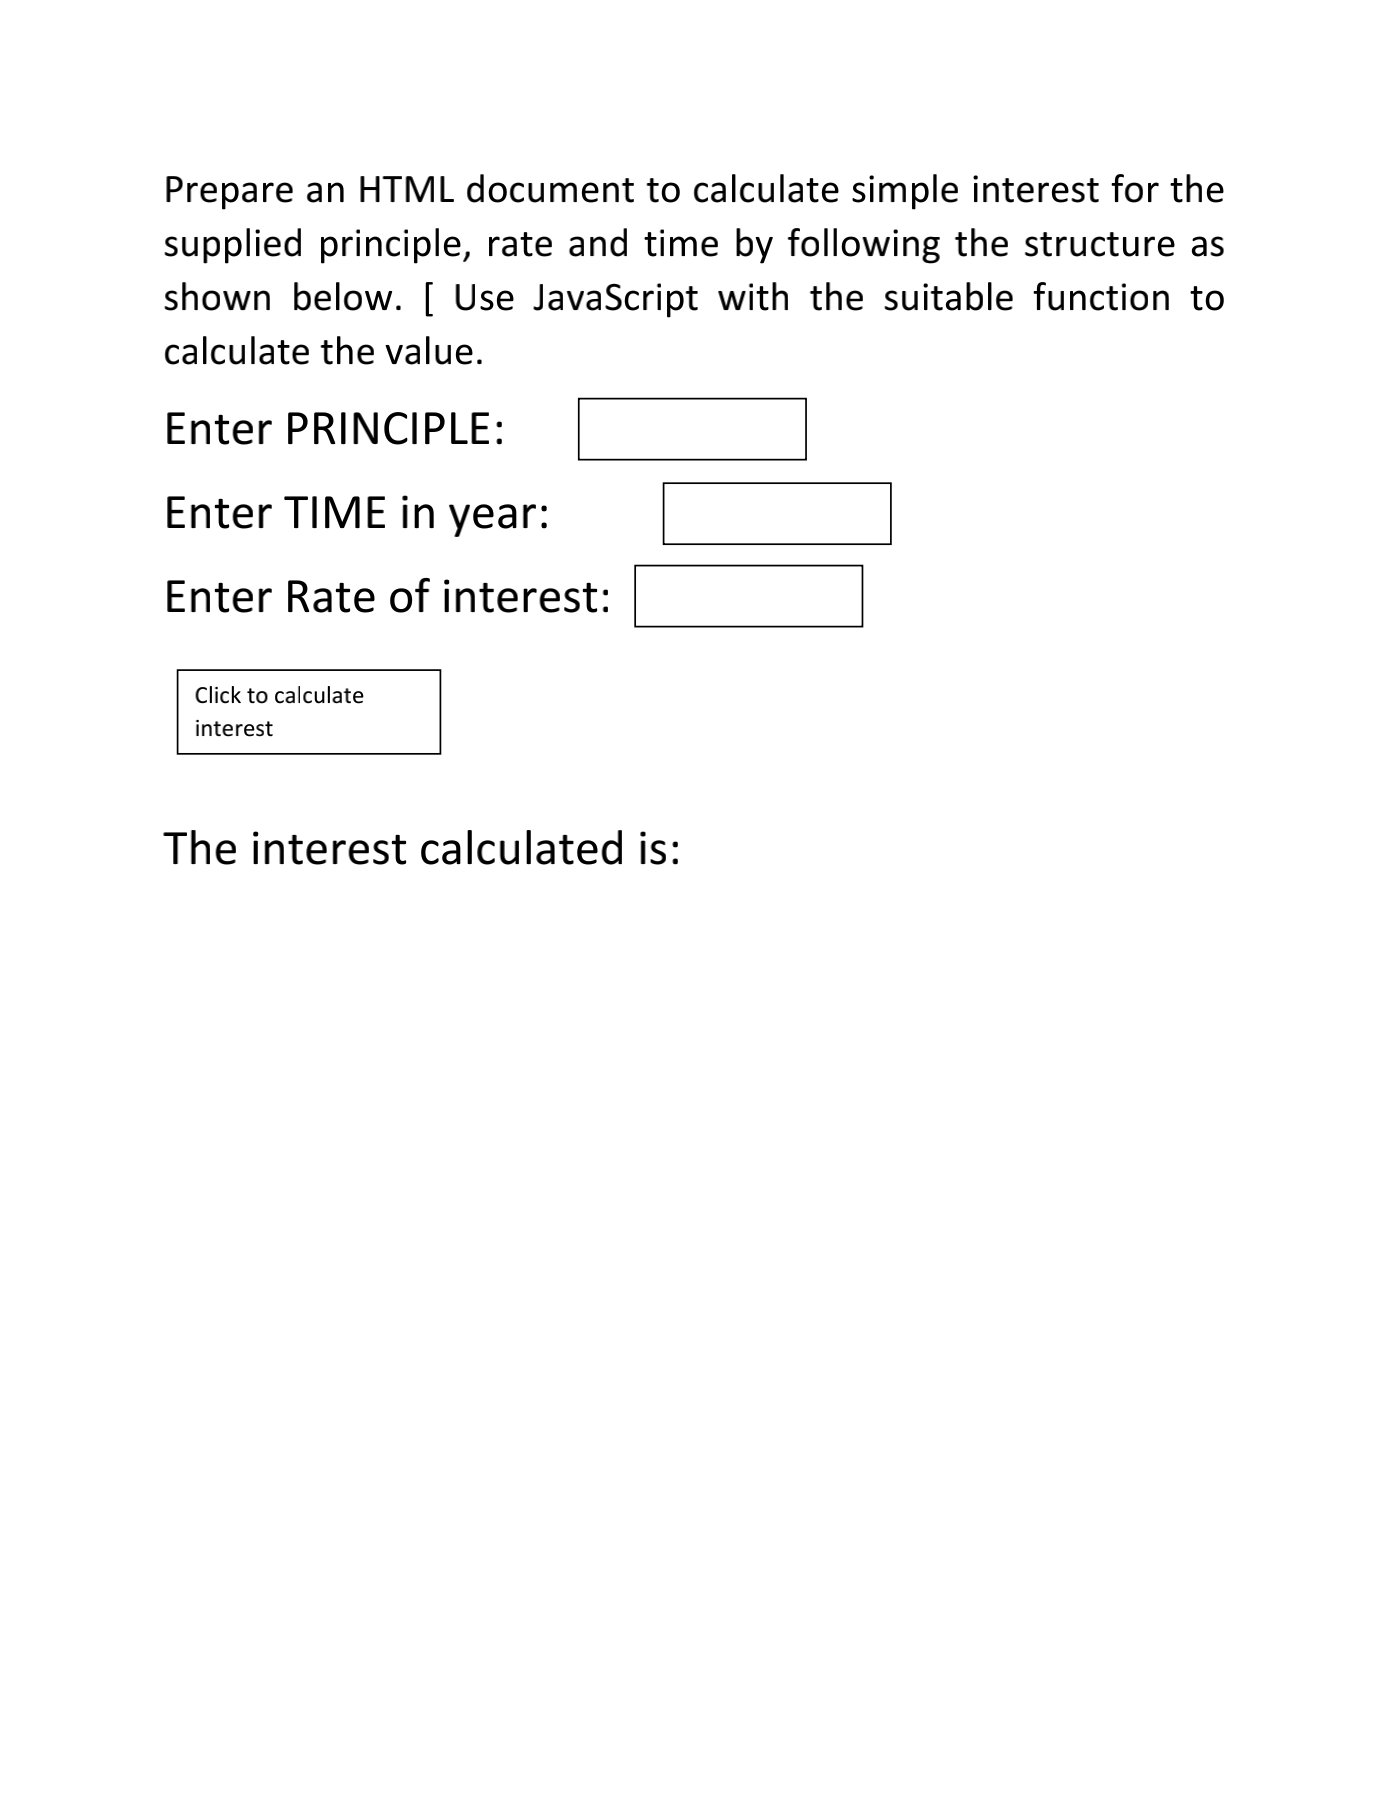 Prepare an HTML document to calculate simple interest for the
supplied principle, rate and time by following the structure as
shown below. [ Use JavaScript with the suitable function to
calculate the value.
Enter PRINCIPLE:
Enter TIME in year:
Enter Rate of interest:
Click to calculate
interest
The interest calculated is: